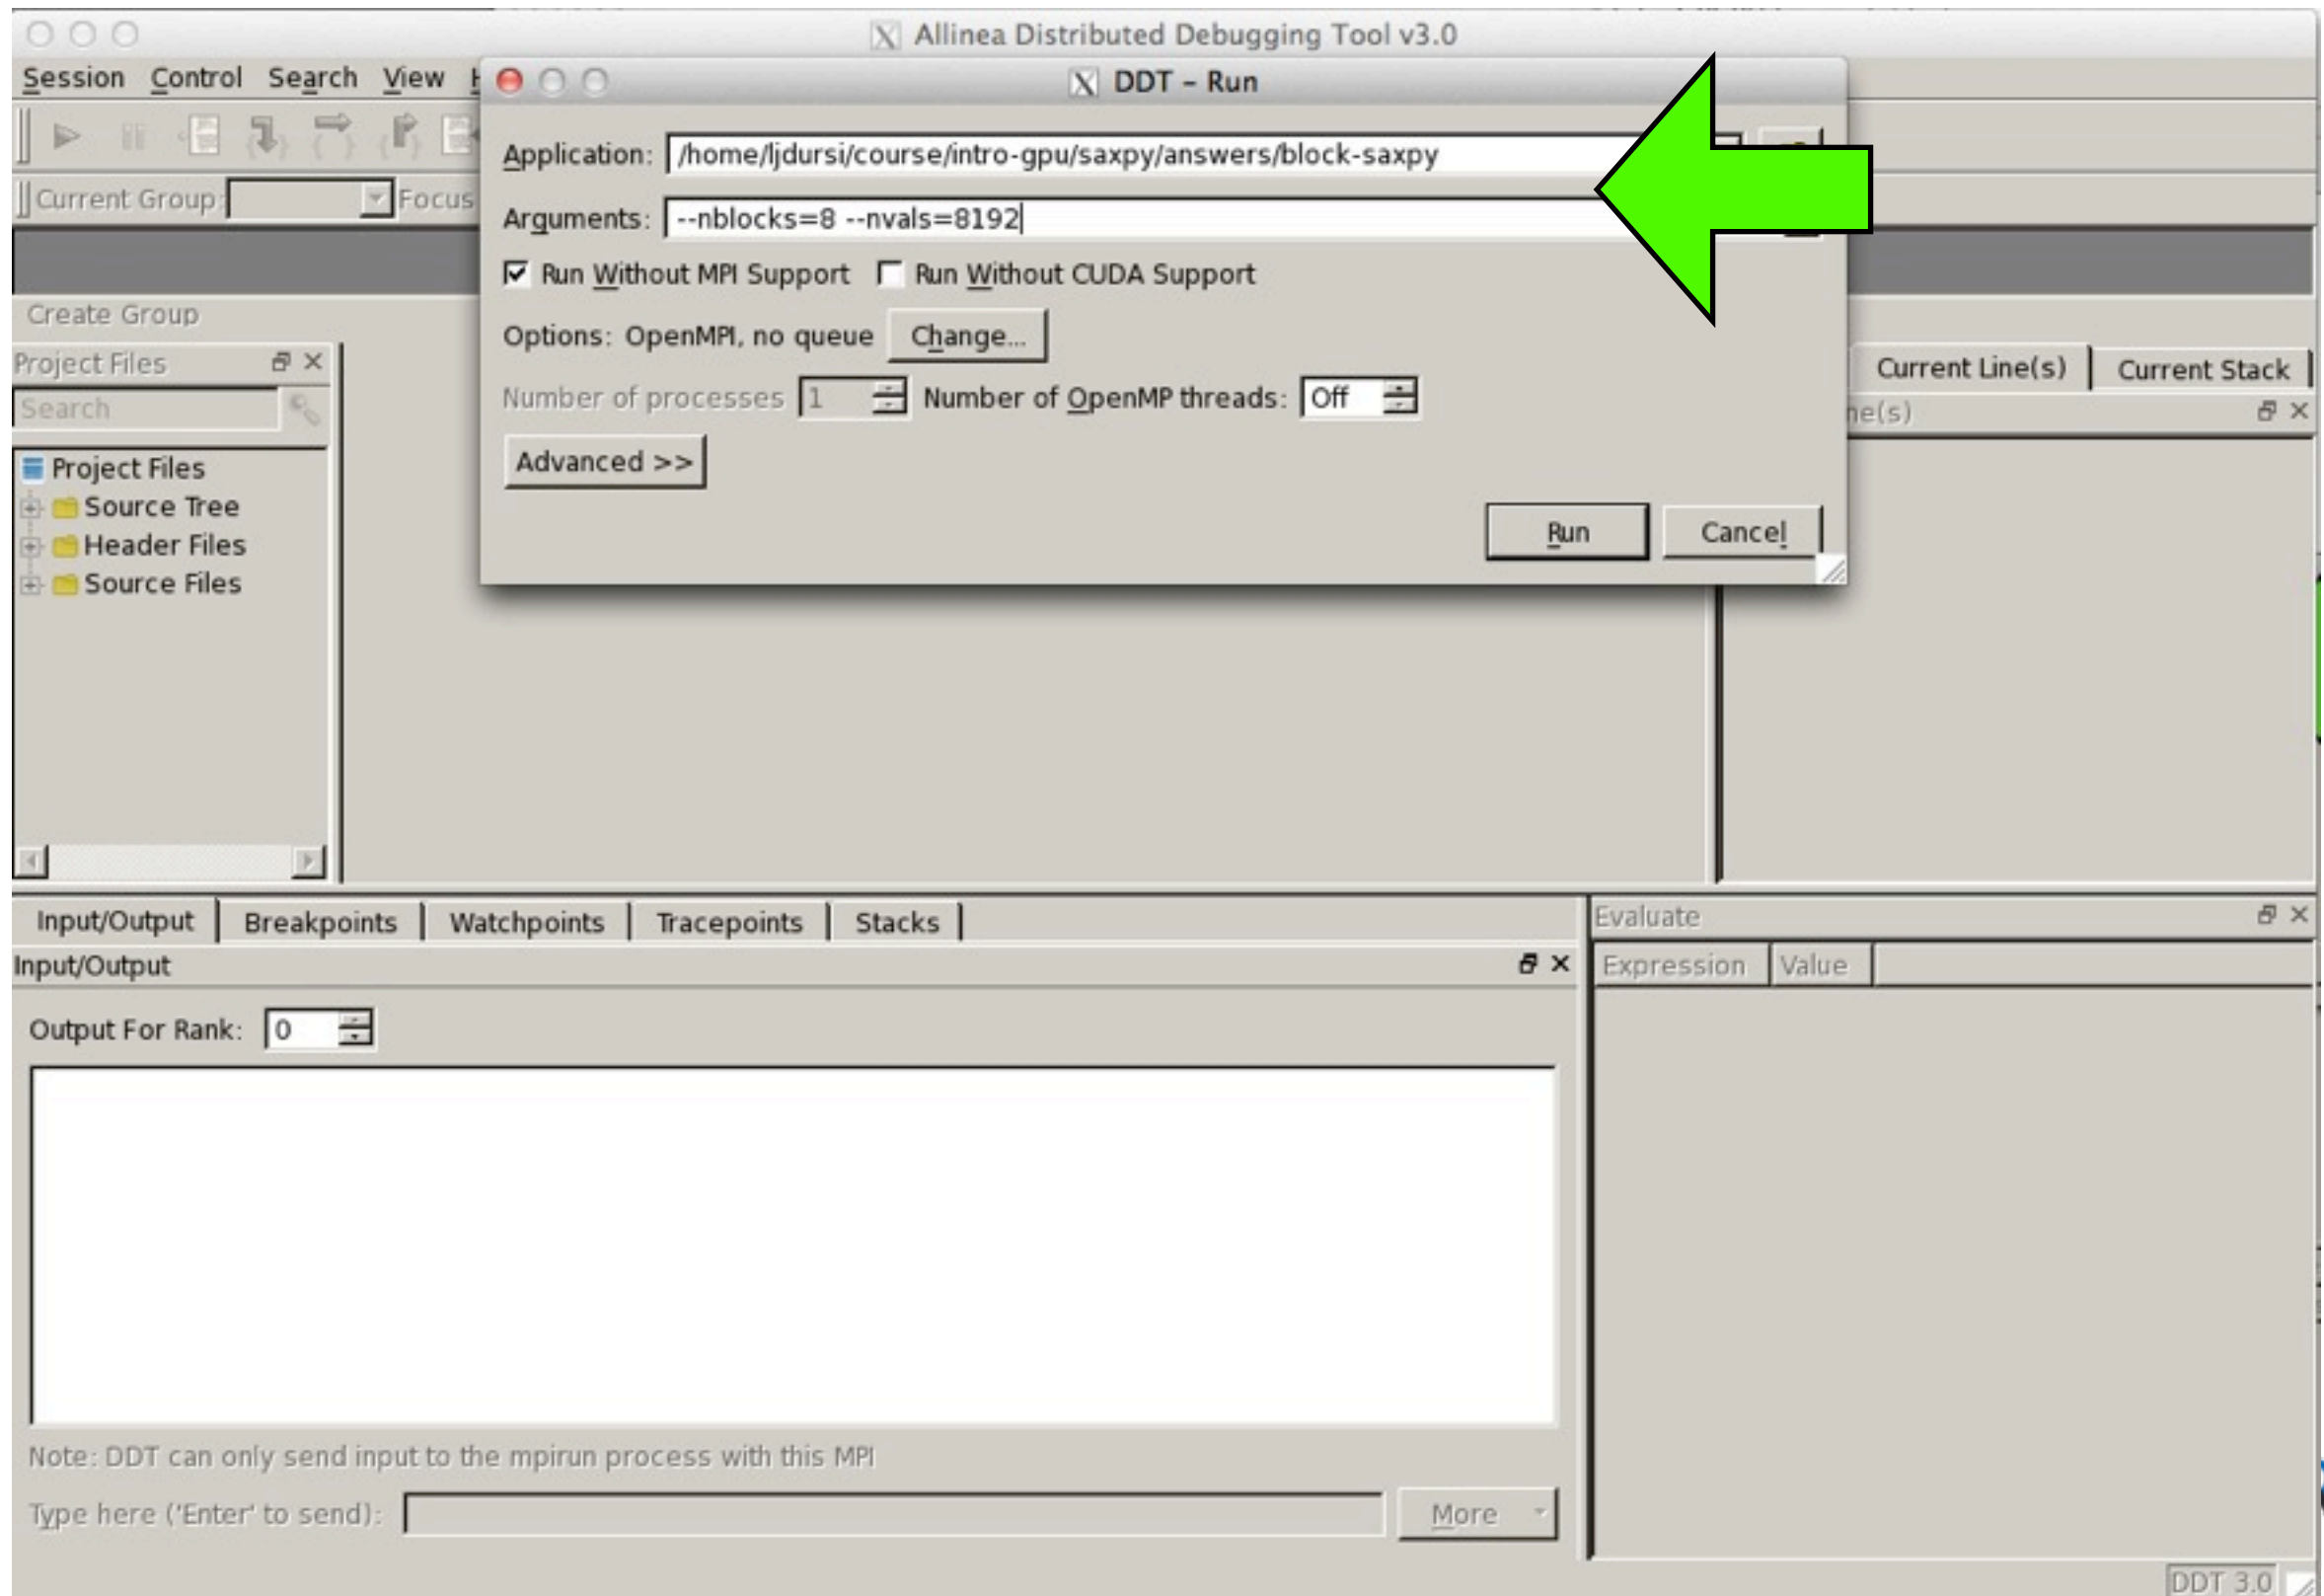 Allinea Distributed Debugging Tool v3.0
Session Control Search View
DDT – Run
Application: /home/ljdursi/course/intro-gpu/saxpy/answers/block-saxpy
Current Group: Focus
Arguments: --nblocks=8 --nvals=8192
Run Without MPI Support Run Without CUDA Support
Create Group
Options: OpenMPI, no queue Change...
Project Files
Current Line(s) Current Stack
Search
Number of processes 1 Number of OpenMP threads: Off
ne(s)
Advanced >>
Project Files
Source Tree
Header Files
Source Files
Run Cancel
Input/Output Breakpoints Watchpoints Tracepoints Stacks
Evaluate
Input/Output
Expression Value
Output For Rank: 0
Note: DDT can only send input to the mpirun process with this MPI
Type here ('Enter' to send): More
DDT 3.0